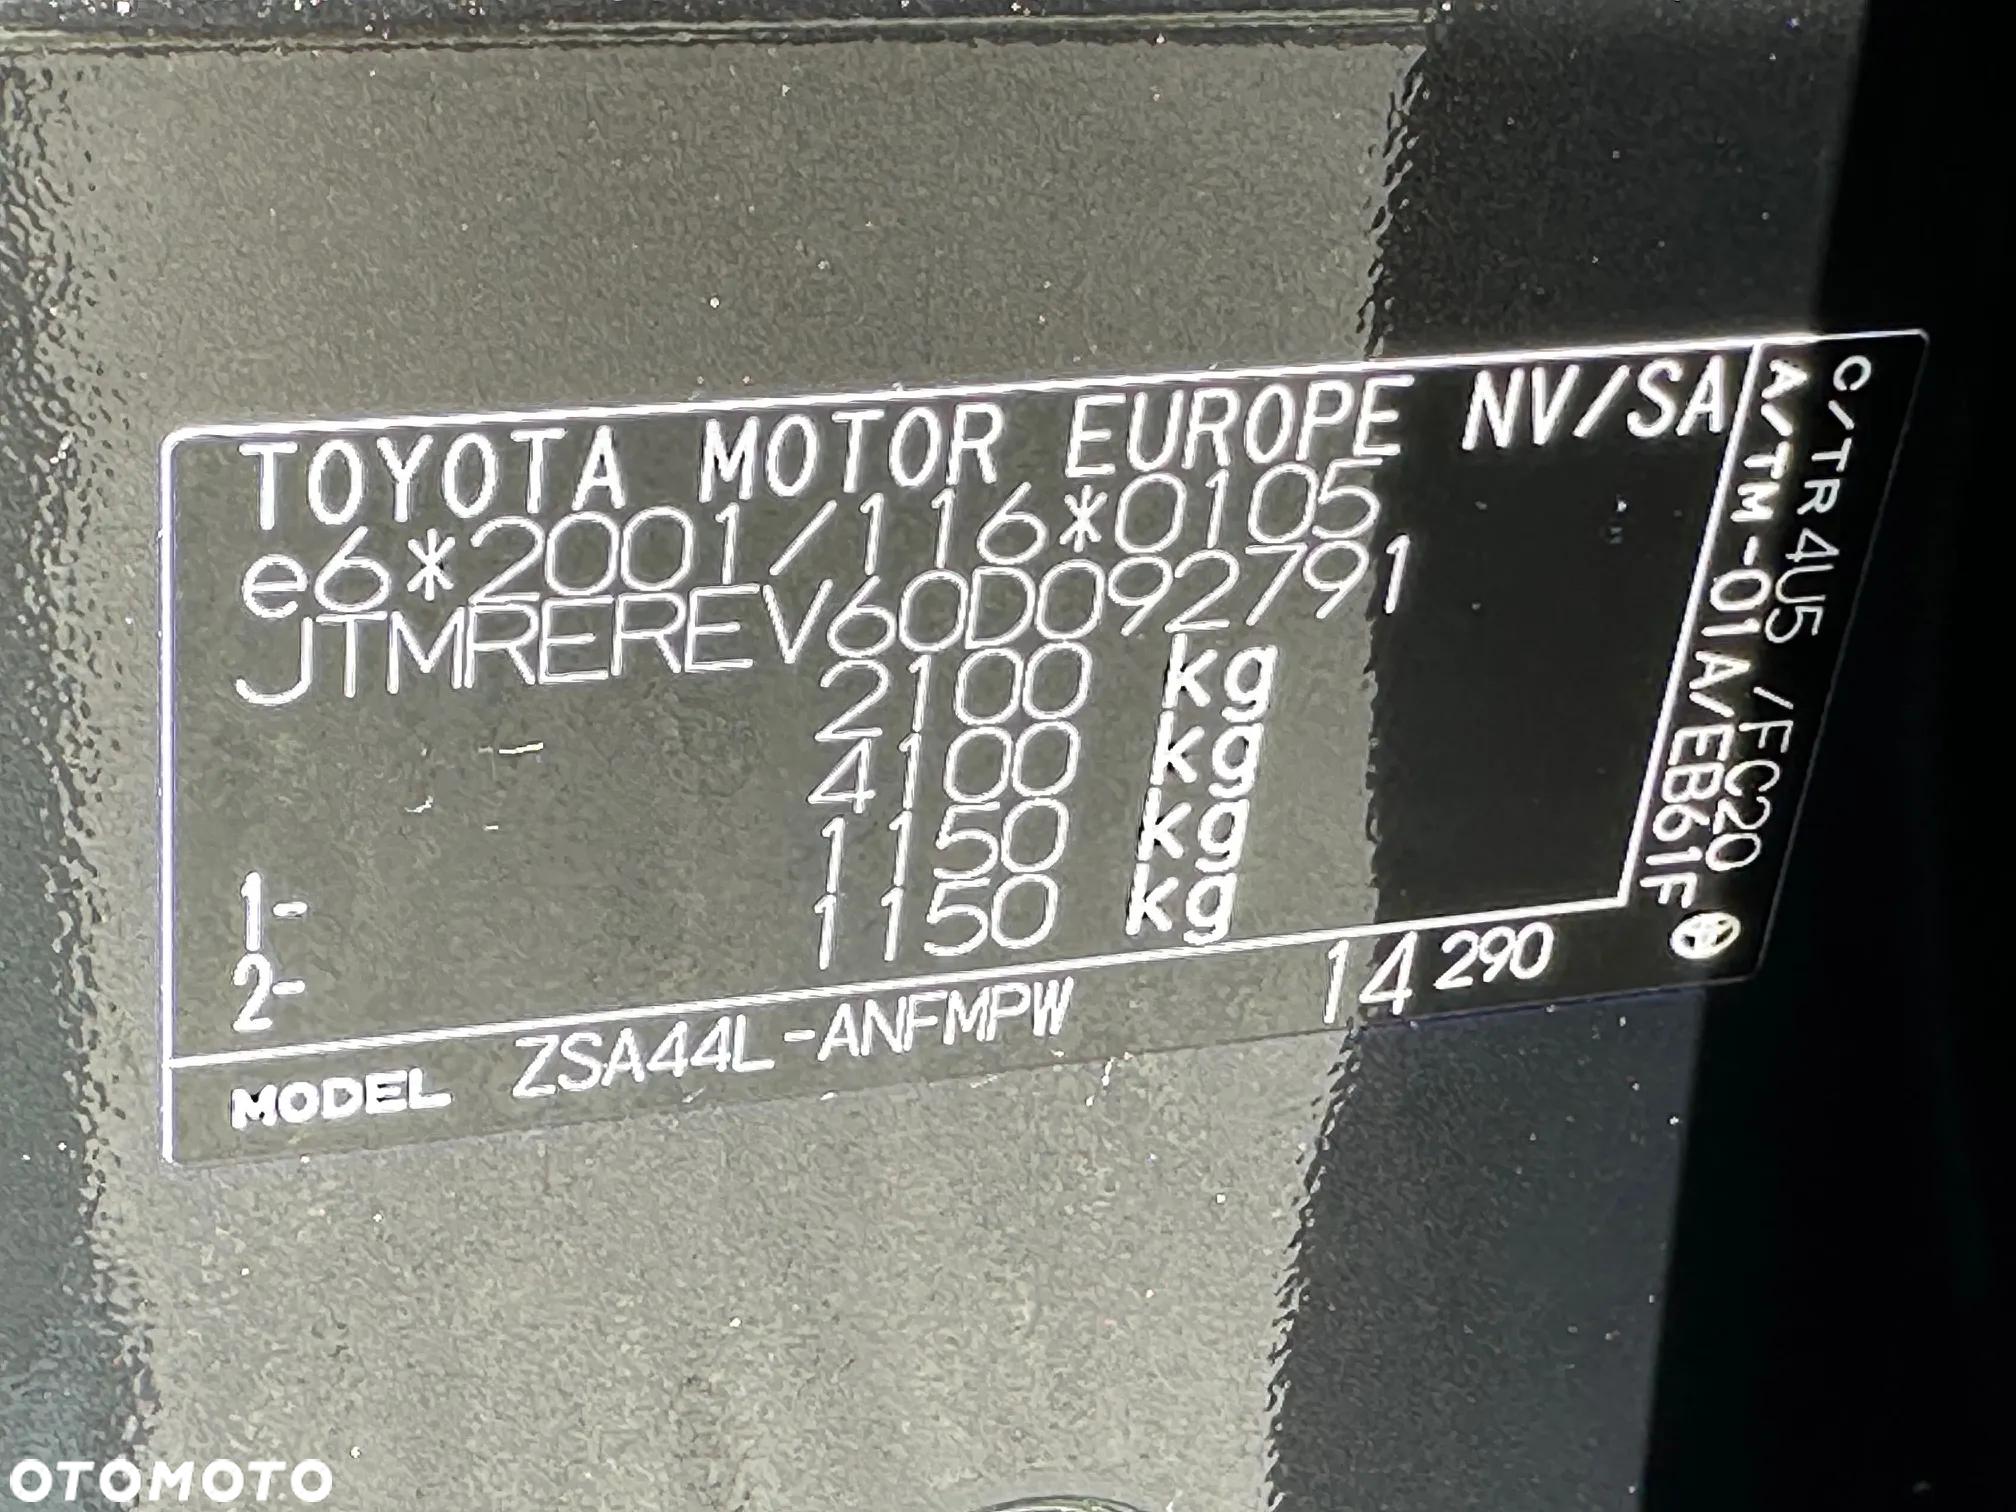 TOYOTA MOTOR EUROPE NV/SA
e6*2001/116*0105
JTMREREV60D092791
2100 kg
4100 kg
1- 1150 kg
2- 1150 kg
MODEL ZSA44L-ANFMPW 14 290
C/TR 4U5 /FC20
A/TM-01A/EB61F
OTOMOTO